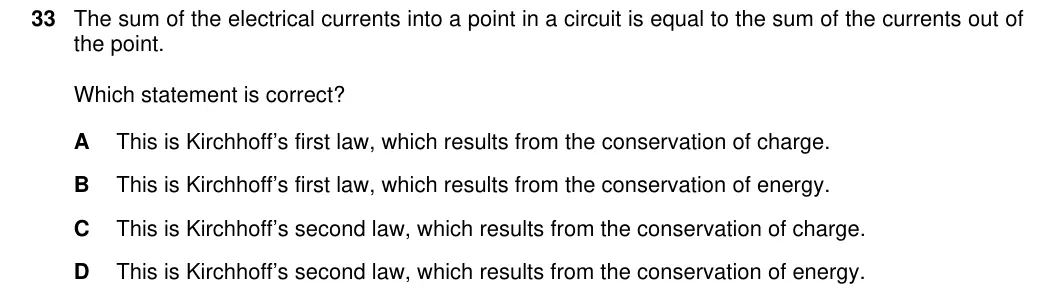 33 The sum of the electrical currents into a point in a circuit is equal to the sum of the currents out of
the point.
Which statement is correct?
A This is Kirchhoff’s first law, which results from the conservation of charge.
B This is Kirchhoff’s first law, which results from the conservation of energy.
C This is Kirchhoff’s second law, which results from the conservation of charge.
D This is Kirchhoff’s second law, which results from the conservation of energy.